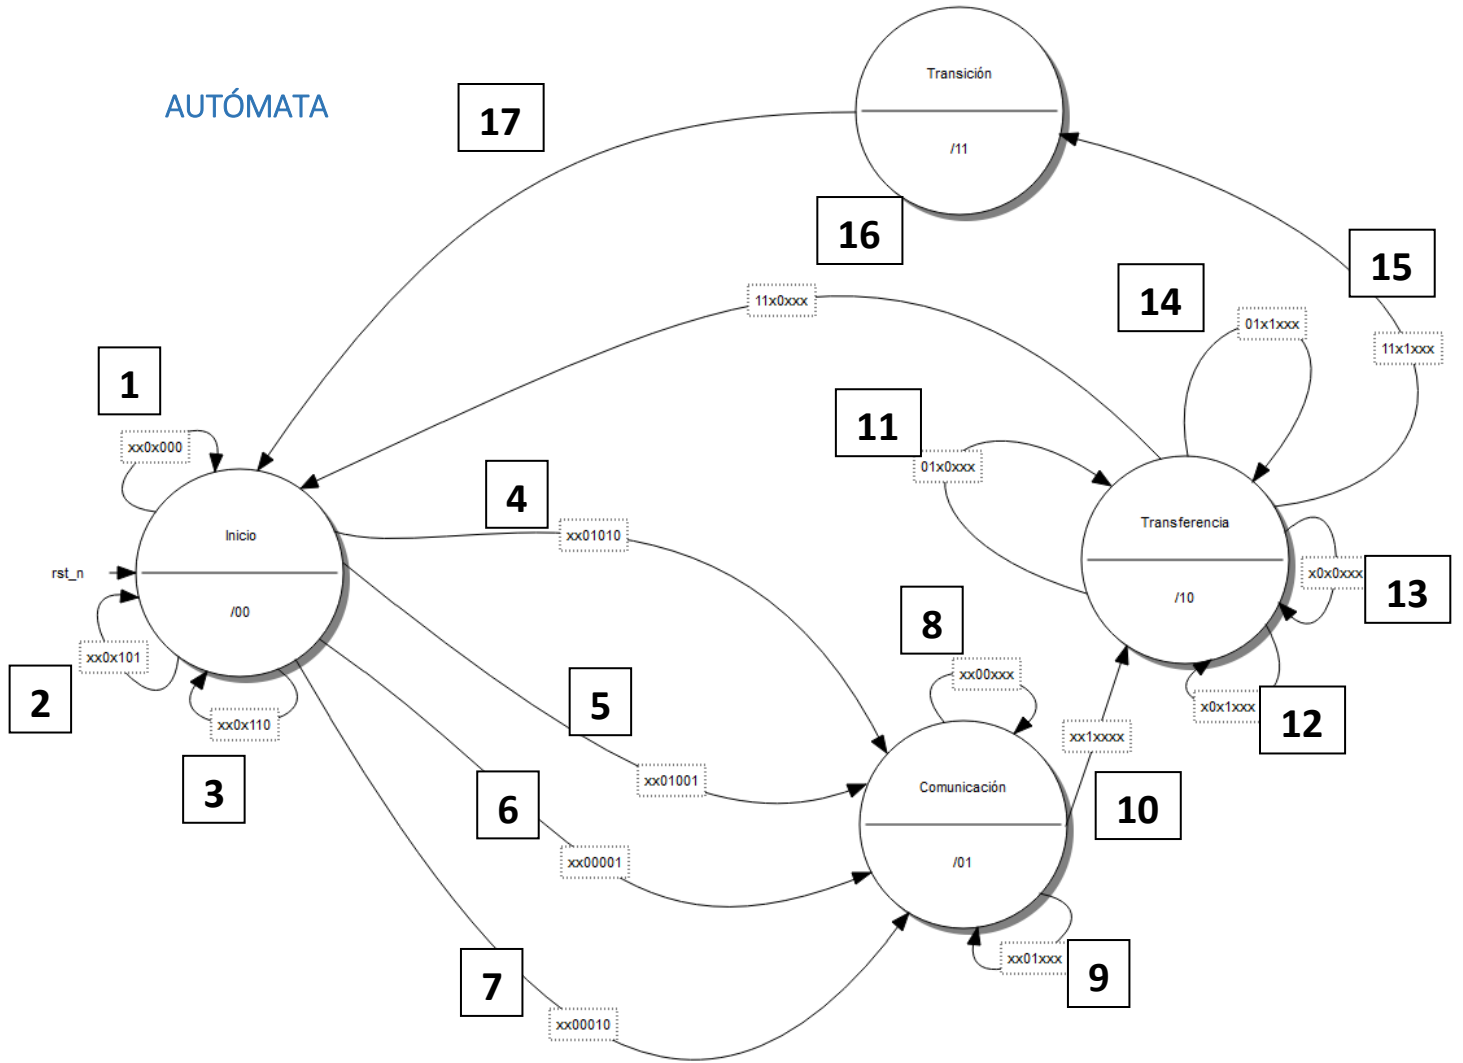 AUTÓMATA
17
Transición
/11
16
15
14
11x0xxx
01x1xxx
11x1xxx
1
11
xx0x000
01x0xxx
4
Inicio
xx01010
Transferencia
rst_n
/00
/10
x0x0xxx
13
8
xx0x101
2
xx00xxx
5
x0x1xxx
12
xx0x110
3
xx1xxxx
xx01001
Comunicación
10
6
xx00001
/01
7
xx01xxx
9
xx00010